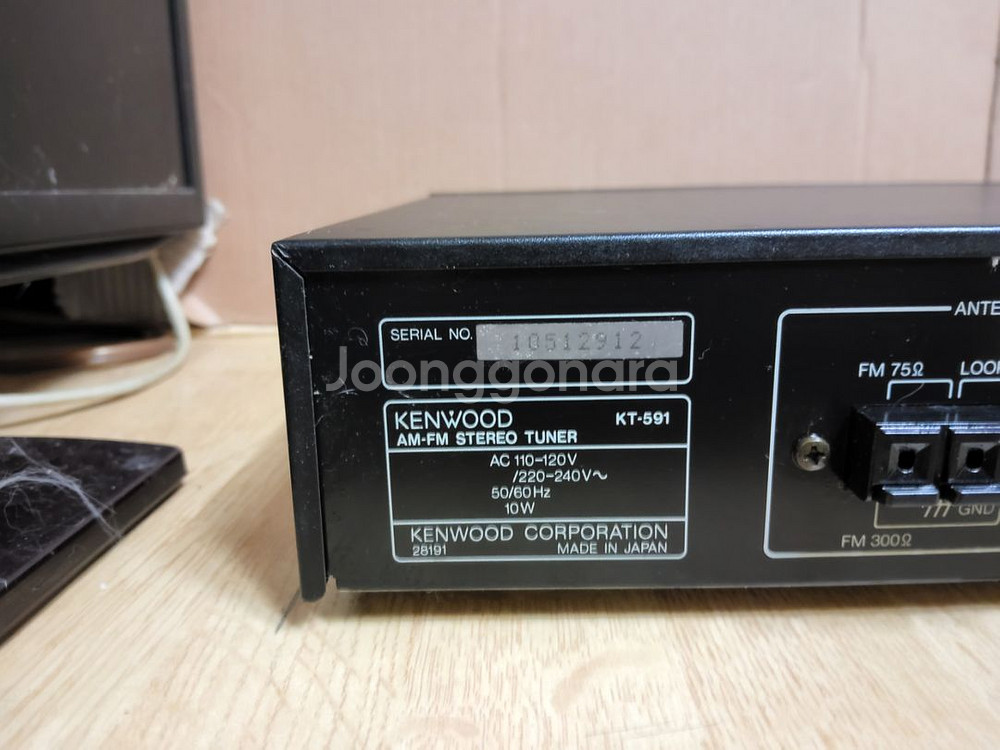 SERIAL NO. 10512912
Joonggonara
KENWOOD KT-591
AM-FM STEREO TUNER
AC 110-120V
/220-240V~
50/60Hz
10W
KENWOOD CORPORATION
28191 MADE IN JAPAN
ANTE
FM 75Ω LOOP
GND
FM 300Ω